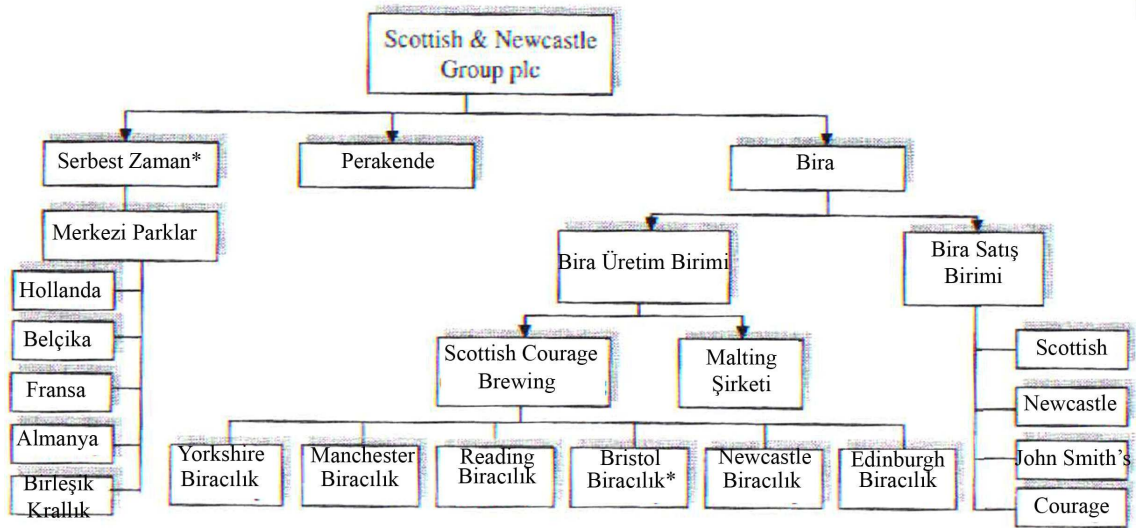 Scottish & Newcastle
Group plc
Serbest Zaman*
Perakende
Bira
Merkezi Parklar
Bira Üretim Birimi
Bira Satış
Birimi
Hollanda
Belçika
Fransa
Almanya
Birleşik
Krallık
Scottish Courage
Brewing
Malting
Şirketi
Scottish
Newcastle
John Smith's
Courage
Yorkshire
Biracılık
Manchester
Biracılık
Reading
Biracılık
Bristol
Biracılık*
Newcastle
Biracılık
Edinburgh
Biracılık